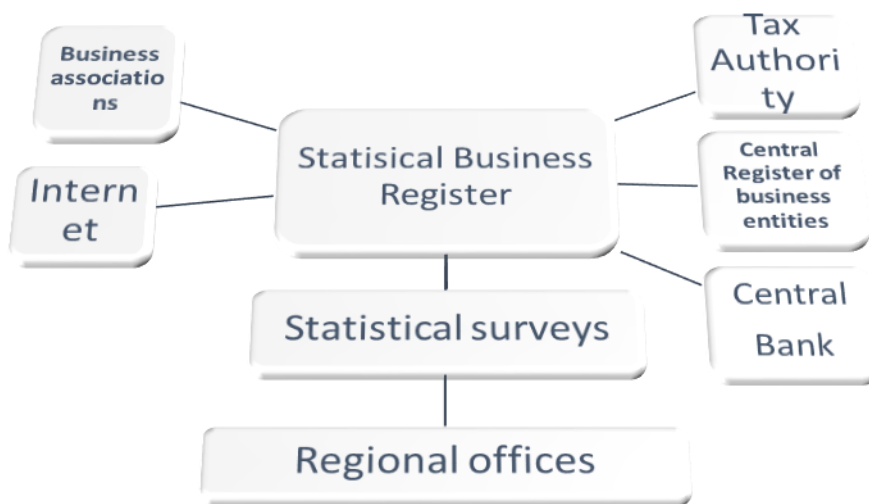 Business
associatio
ns
Tax
Authori
ty
Statisical Business
Register
Intern
et
Central
Register of
business
entities
Central
Bank
Statistical surveys
Regional offices